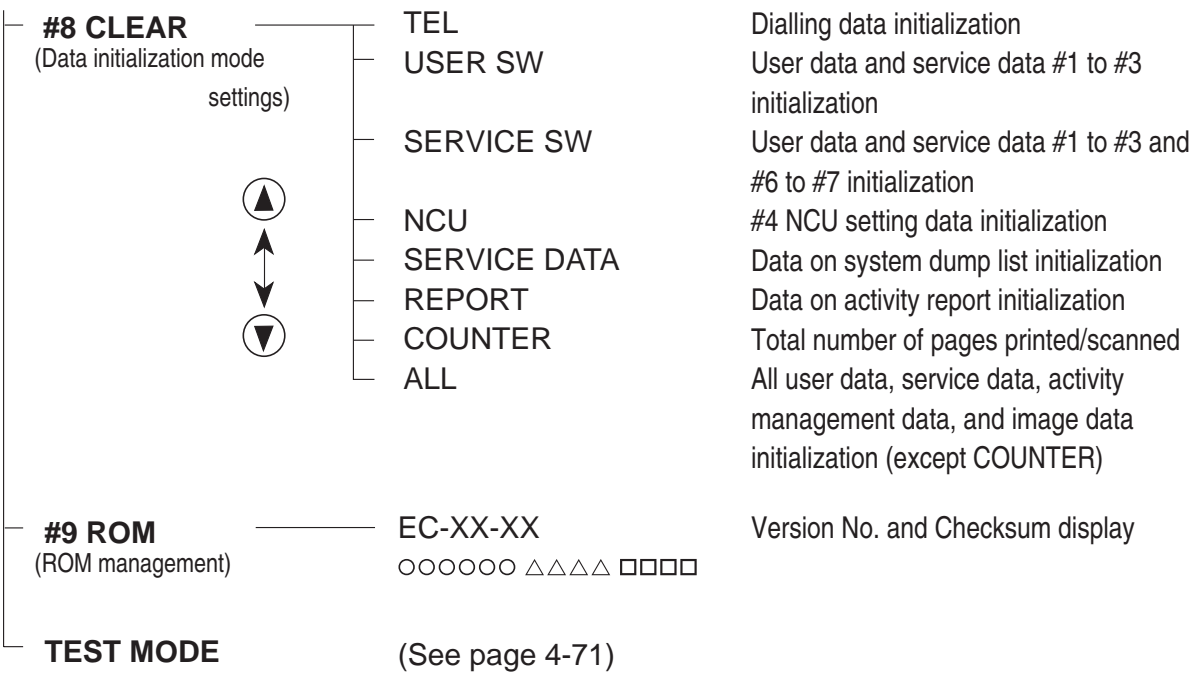 #8 CLEAR TEL Dialling data initialization
(Data initialization mode USER SW User data and service data #1 to #3
settings) initialization
SERVICE SW User data and service data #1 to #3 and
#6 to #7 initialization
NCU #4 NCU setting data initialization
SERVICE DATA Data on system dump list initialization
REPORT Data on activity report initialization
COUNTER Total number of pages printed/scanned
ALL All user data, service data, activity
management data, and image data
initialization (except COUNTER)
#9 ROM EC-XX-XX Version No. and Checksum display
(ROM management) ○○○○○○ △△△△ □□□□
TEST MODE (See page 4-71)